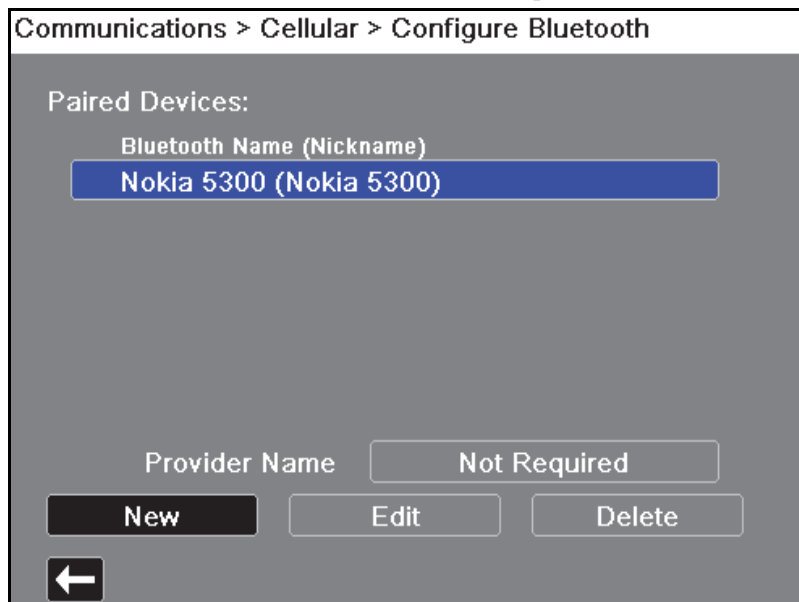 Communications > Cellular > Configure Bluetooth
Paired Devices:
Bluetooth Name (Nickname)
Nokia 5300 (Nokia 5300)
Provider Name Not Required
New Edit Delete